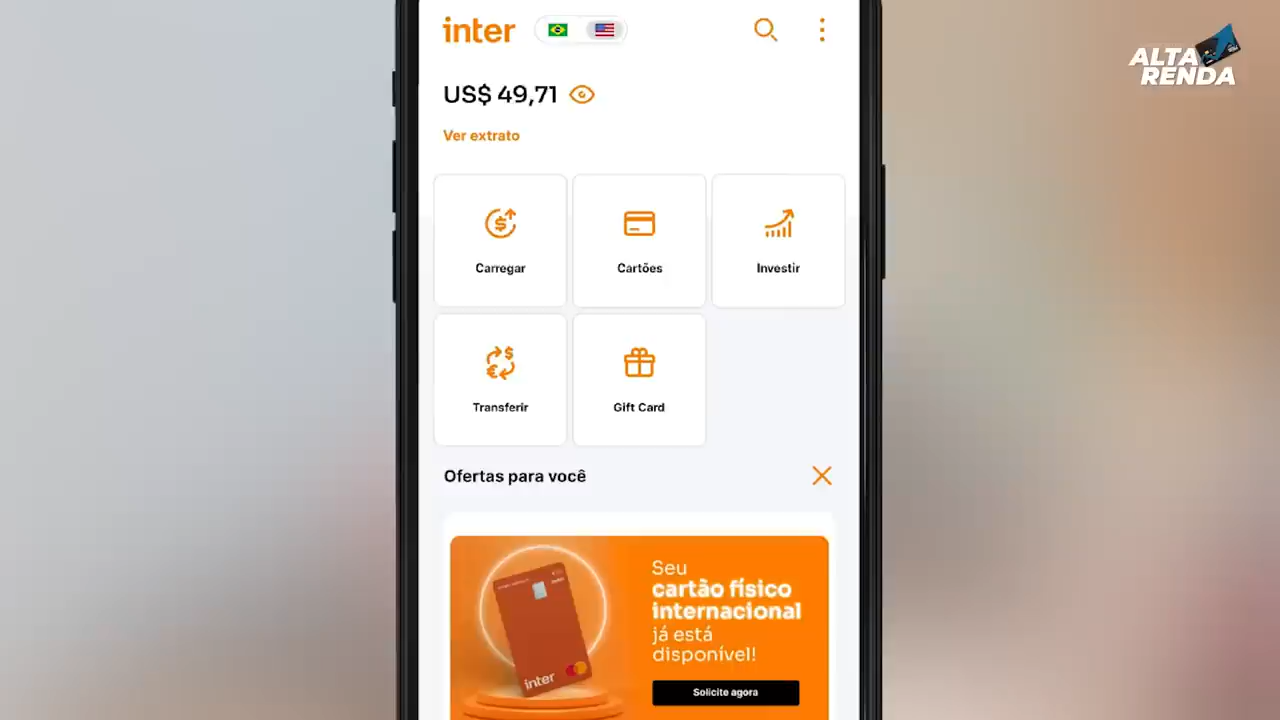 inter
ALTA
RENDA
US$ 49,71
Ver extrato
Carregar
Cartões
Investir
Transferir
Gift Card
Ofertas para você
Seu
cartão físico
internacional
já está
disponível!
inter
Solicite agora